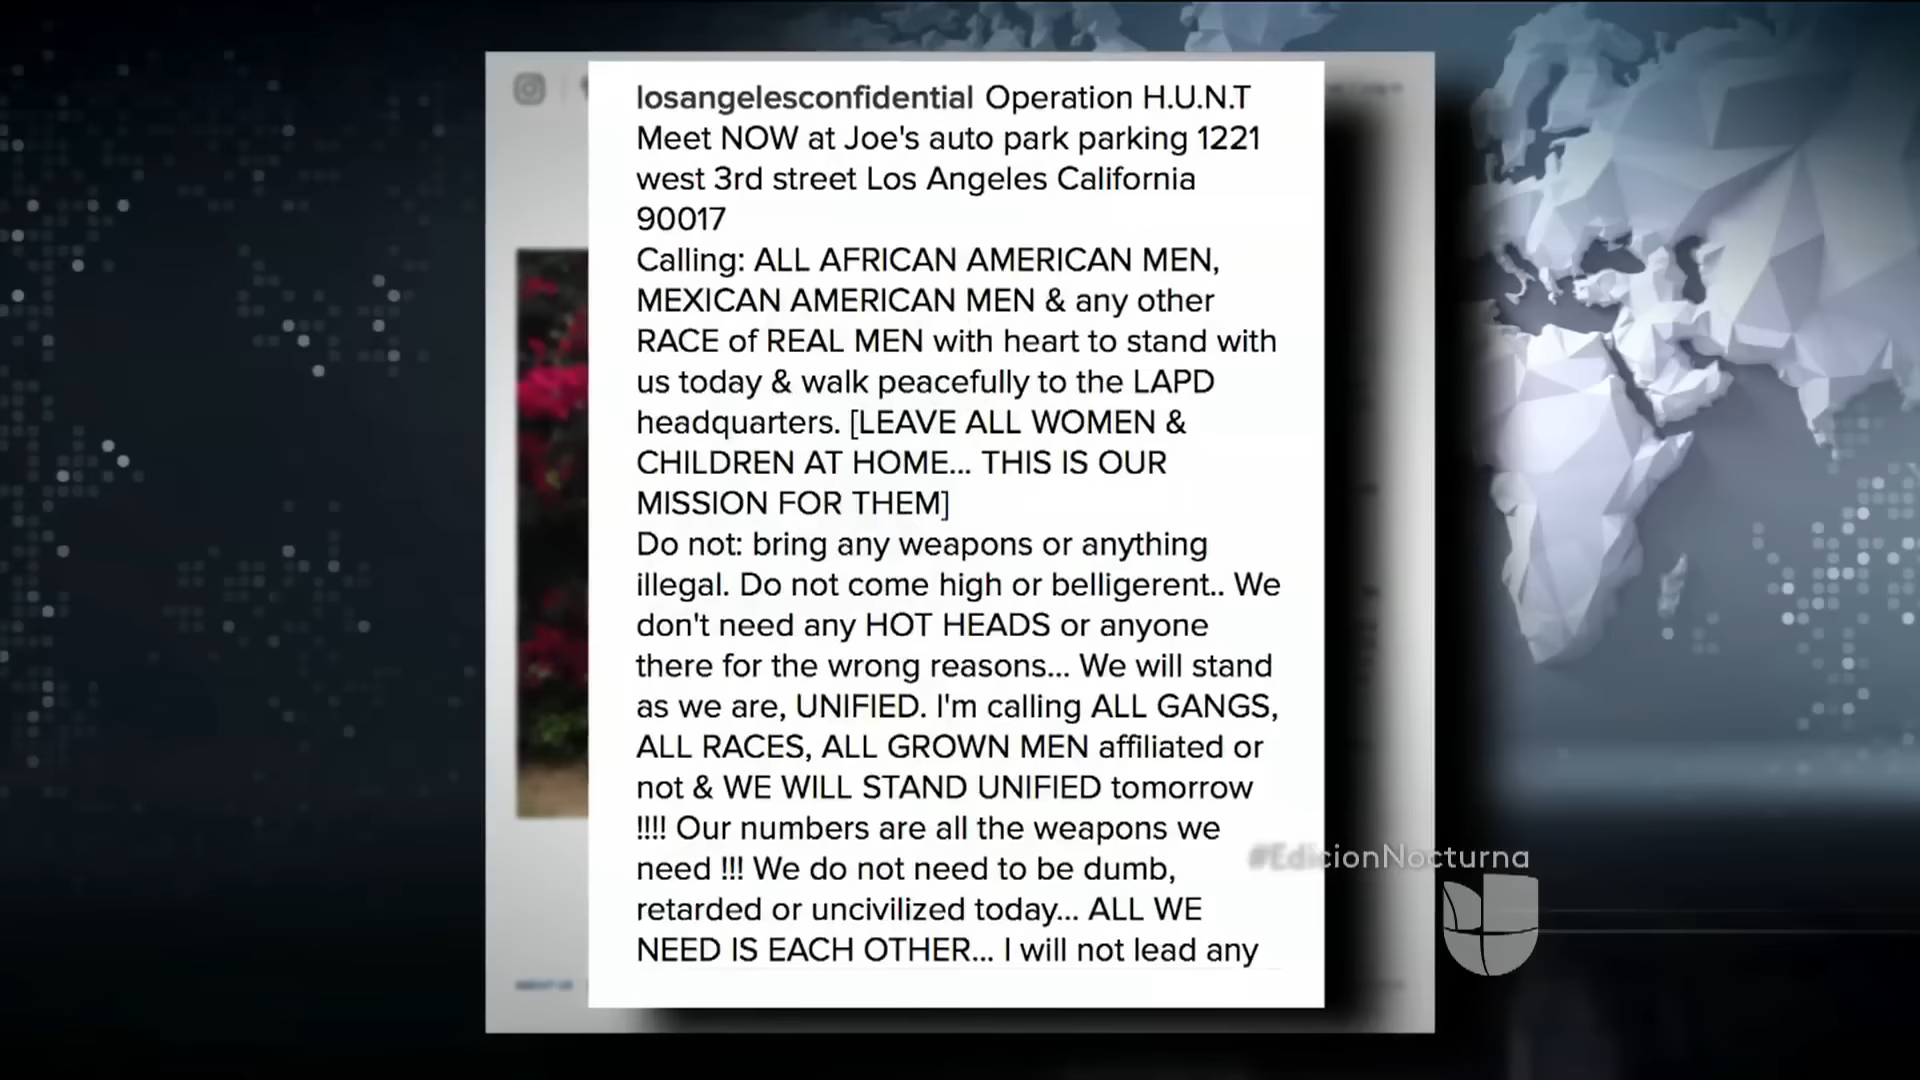 losangelesconfidential Operation H.U.N.T
Meet NOW at Joe's auto park parking 1221
west 3rd street Los Angeles California
90017
Calling: ALL AFRICAN AMERICAN MEN,
MEXICAN AMERICAN MEN & any other
RACE of REAL MEN with heart to stand with
us today & walk peacefully to the LAPD
headquarters. [LEAVE ALL WOMEN &
CHILDREN AT HOME... THIS IS OUR
MISSION FOR THEM]
Do not: bring any weapons or anything
illegal. Do not come high or belligerent.. We
don't need any HOT HEADS or anyone
there for the wrong reasons... We will stand
as we are, UNIFIED. I'm calling ALL GANGS,
ALL RACES, ALL GROWN MEN affiliated or
not & WE WILL STAND UNIFIED tomorrow
!!!! Our numbers are all the weapons we
need !!! We do not need to be dumb,
retarded or uncivilized today... ALL WE
NEED IS EACH OTHER... I will not lead any
#EdicionNocturna
ABOUT US